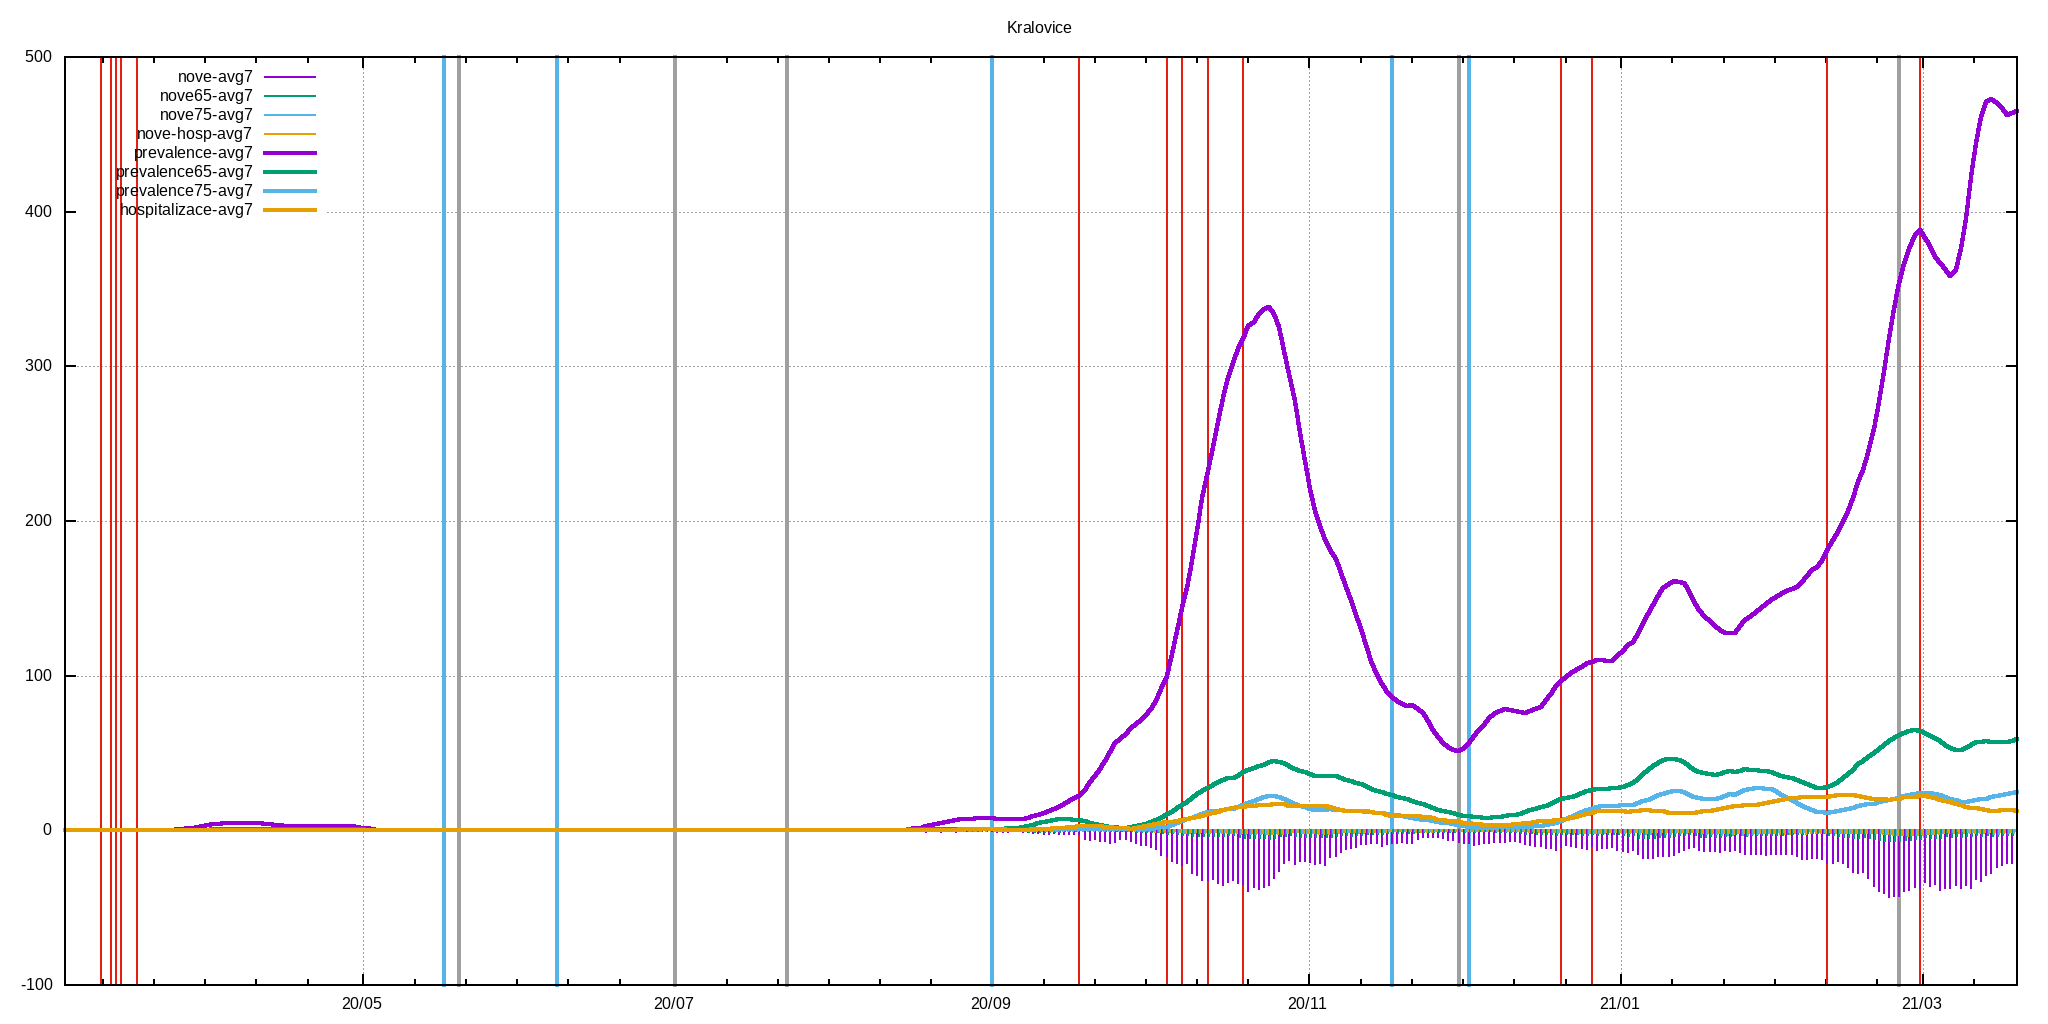 Kralovice
500
nove-avg7
nove65-avg7
nove75-avg7
nove-hosp-avg7
prevalence-avg7
prevalence65-avg7
prevalence75-avg7
hospitalizace-avg7
400
300
200
100
0
-100
20/05 20/07 20/09 20/11 21/01 21/03